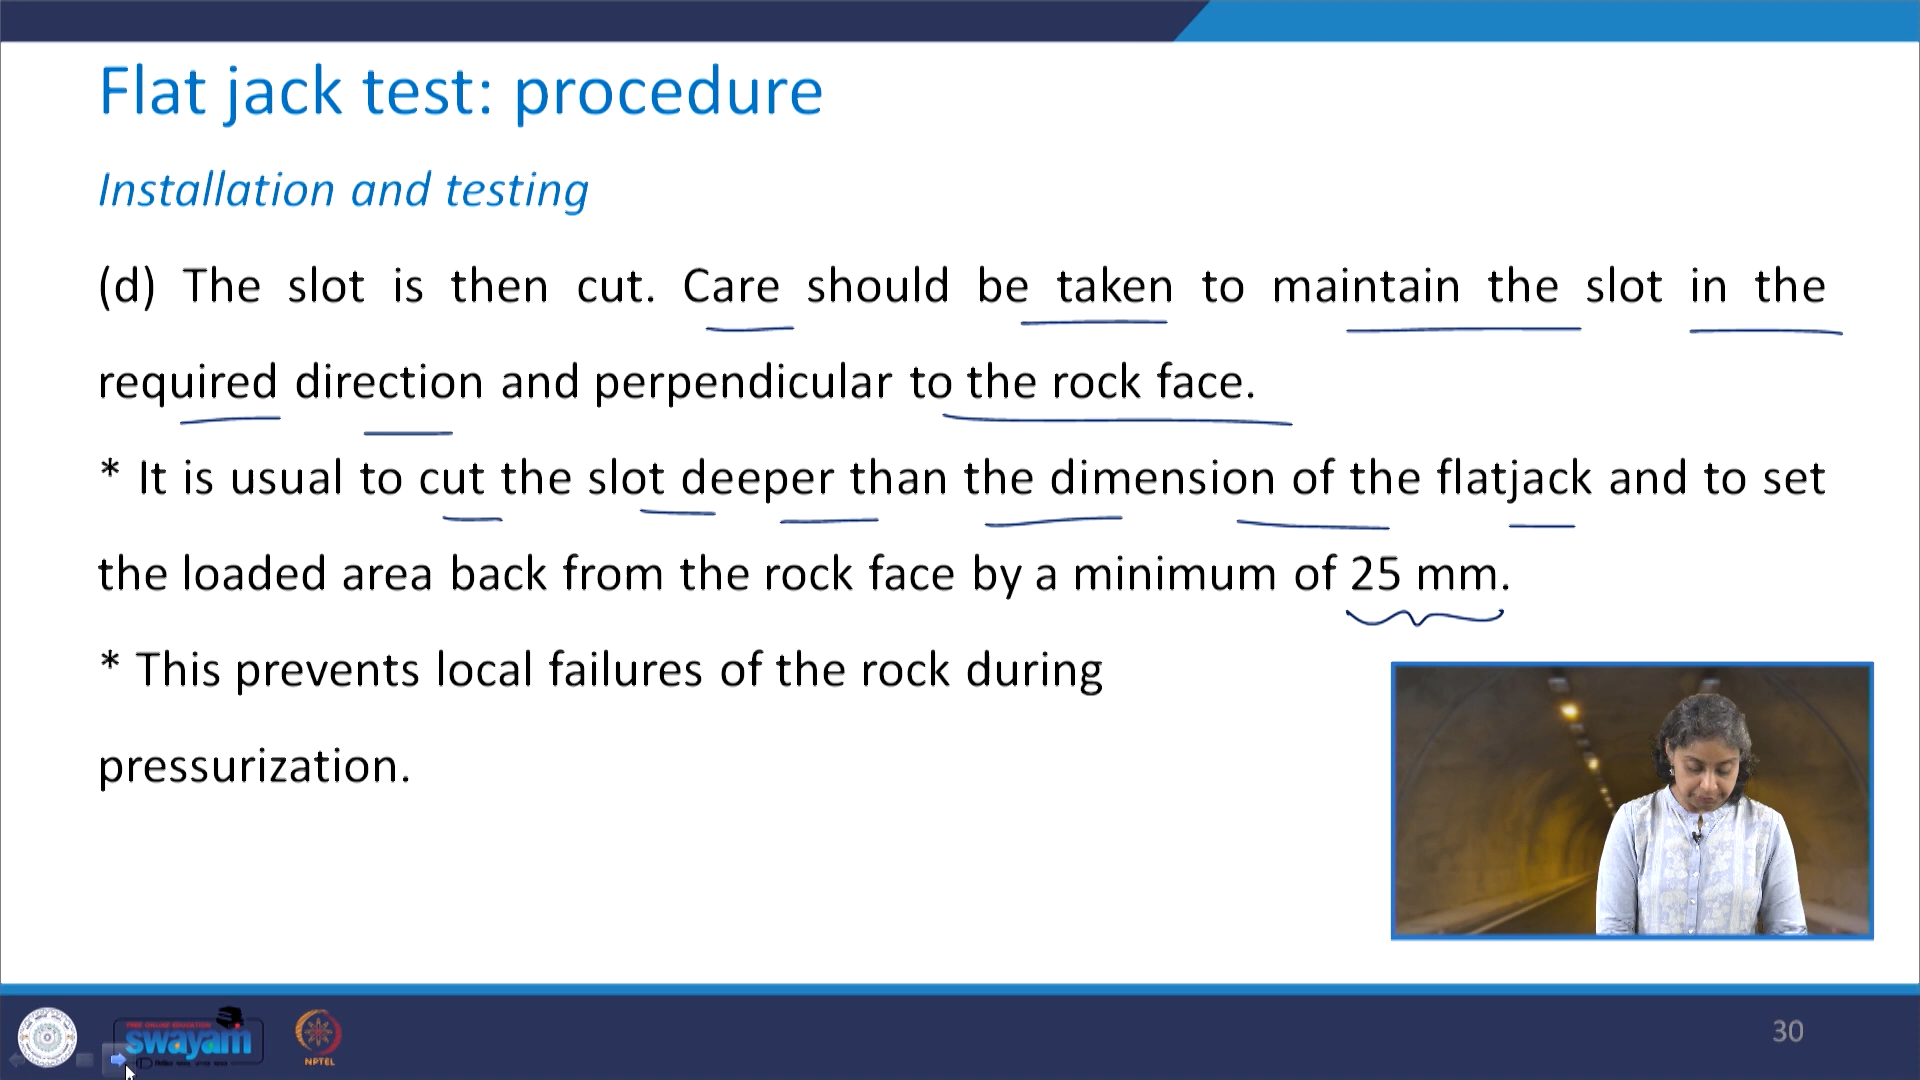 Flat jack test: procedure
Installation and testing
(d) The slot is then cut. Care should be taken to maintain the slot in the
required direction and perpendicular to the rock face.
* It is usual to cut the slot deeper than the dimension of the flatjack and to set
the loaded area back from the rock face by a minimum of 25 mm.
* This prevents local failures of the rock during
pressurization.
FREE ONLINE EDUCATION
swayam
NPTEL
30